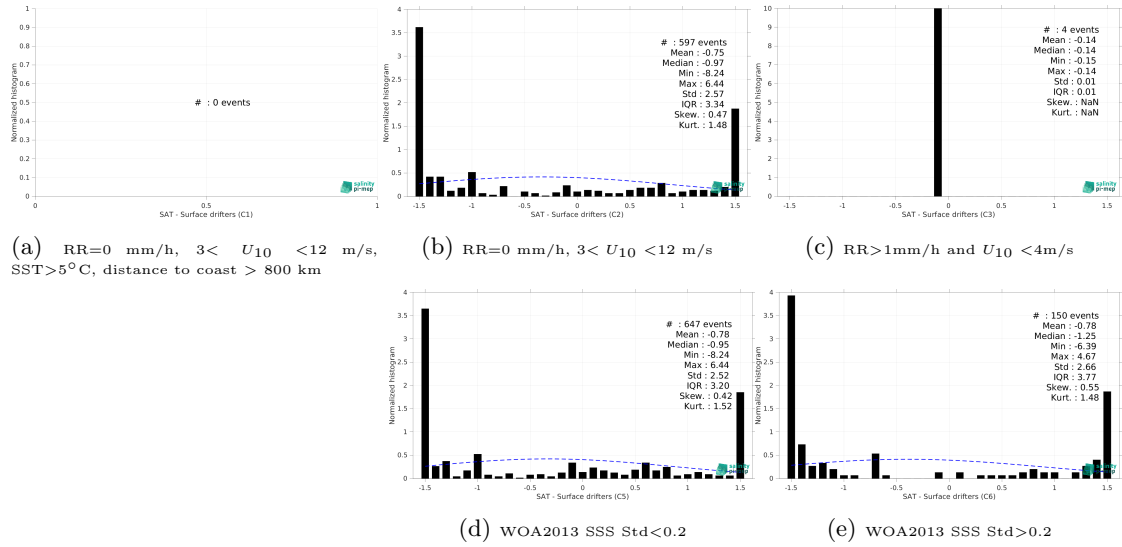 1
0.9
0.8
0.7
0.6
0.5
0.4
0.3
0.2
0.1
0
Normalized histogram
# : 0 events
salinity
pi-mep
0 0.5 1
SAT - Surface drifters (C1)
(a) RR=0 mm/h, 3< U10 <12 m/s,
SST>5°C, distance to coast > 800 km
4
3.5
3
2.5
2
1.5
1
0.5
0
Normalized histogram
# : 597 events
Mean : -0.75
Median : -0.97
Min : -8.24
Max : 6.44
Std : 2.57
IQR : 3.34
Skew. : 0.47
Kurt. : 1.48
salinity
pi-mep
-1.5 -1 -0.5 0 0.5 1 1.5
SAT - Surface drifters (C2)
(b) RR=0 mm/h, 3< U10 <12 m/s
10
9
8
7
6
5
4
3
2
1
0
Normalized histogram
# : 4 events
Mean : -0.14
Median : -0.14
Min : -0.15
Max : -0.14
Std : 0.01
IQR : 0.01
Skew. : NaN
Kurt. : NaN
salinity
pi-mep
-1.5 -1 -0.5 0 0.5 1 1.5
SAT - Surface drifters (C3)
(c) RR>1mm/h and U10 <4m/s
4
3.5
3
2.5
2
1.5
1
0.5
0
Normalized histogram
# : 647 events
Mean : -0.78
Median : -0.95
Min : -8.24
Max : 6.44
Std : 2.52
IQR : 3.20
Skew. : 0.42
Kurt. : 1.52
salinity
pi-mep
-1.5 -1 -0.5 0 0.5 1 1.5
SAT - Surface drifters (C5)
(d) WOA2013 SSS Std<0.2
4
3.5
3
2.5
2
1.5
1
0.5
0
Normalized histogram
# : 150 events
Mean : -0.78
Median : -1.25
Min : -6.39
Max : 4.67
Std : 2.66
IQR : 3.77
Skew. : 0.55
Kurt. : 1.48
salinity
pi-mep
-1.5 -1 -0.5 0 0.5 1 1.5
SAT - Surface drifters (C6)
(e) WOA2013 SSS Std>0.2